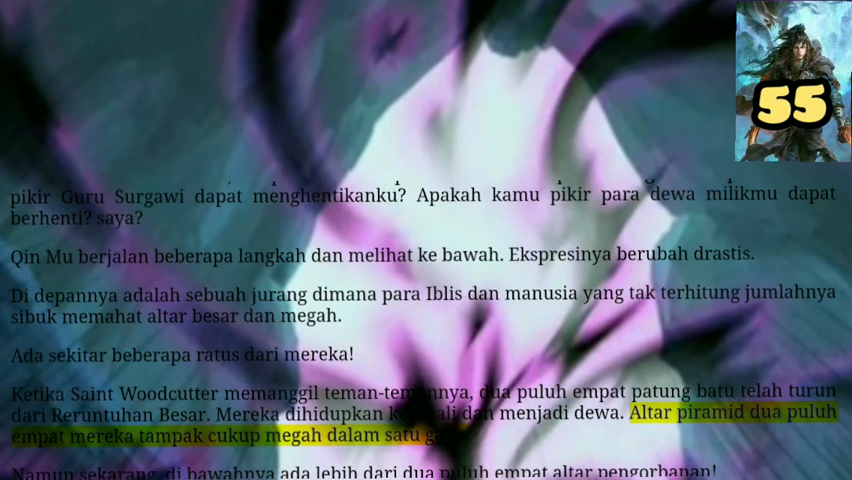 55
pikir Guru Surgawi dapat menghentikanku? Apakah kamu pikir para dewa milikmu dapat
berhenti? saya?
Qin Mu berjalan beberapa langkah dan melihat ke bawah. Ekspresinya berubah drastis.
Di depannya adalah sebuah jurang dimana para Iblis dan manusia yang tak terhitung jumlahnya
sibuk memahat altar besar dan megah.
Ada sekitar beberapa ratus dari mereka!
Ketika Saint Woodcutter memanggil teman-temannya, dua puluh empat patung batu telah turun
dari Reruntuhan Besar. Mereka dihidupkan kembali dan menjadi dewa. Altar piramid dua puluh
empat mereka tampak cukup megah dalam satu
Namun sekarang, di bawahnya ada lebih dari dua puluh empat altar pengorbanan!